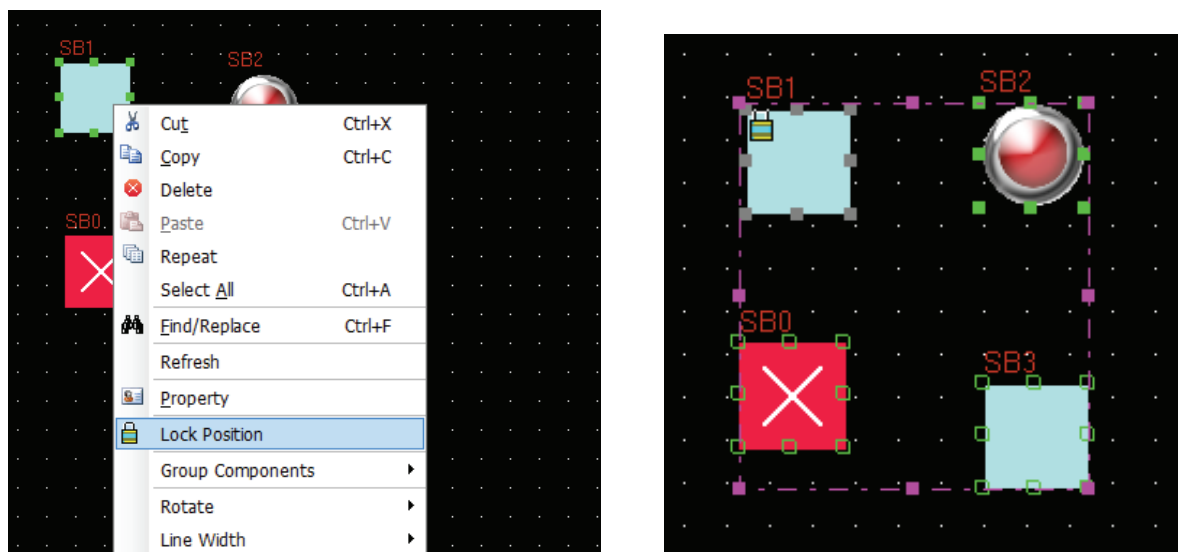 SB1
SB2
SB0
Cut Ctrl+X
Copy Ctrl+C
Delete
Paste Ctrl+V
Repeat
Select All Ctrl+A
Find/Replace Ctrl+F
Refresh
Property
Lock Position
Group Components
Rotate
Line Width
SB1
SB2
SB0
SB3